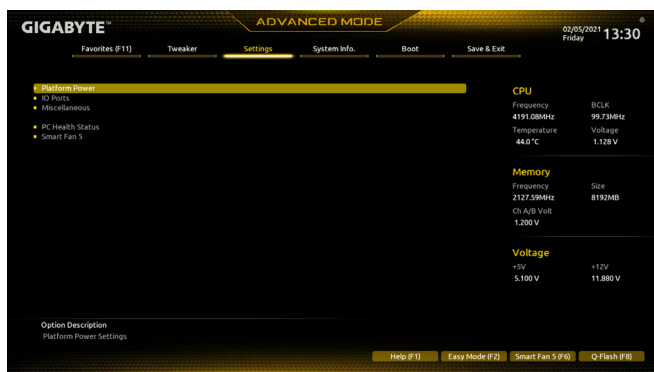 GIGABYTE™
ADVANCED MODE
02/05/2021
Friday
13:30
Favorites (F11) Tweaker Settings System Info. Boot Save & Exit
Platform Power
IO Ports
Miscellaneous
PC Health Status
Smart Fan 5
CPU
Frequency BCLK
4191.08MHz 99.73MHz
Temperature Voltage
44.0 °C 1.128 V
Memory
Frequency Size
2127.59MHz 8192MB
Ch A/B Volt
1.200 V
Voltage
+5V +12V
5.100 V 11.880 V
Option Description
Platform Power Settings
Help (F1) Easy Mode (F2) Smart Fan 5 (F6) Q-Flash (F8)